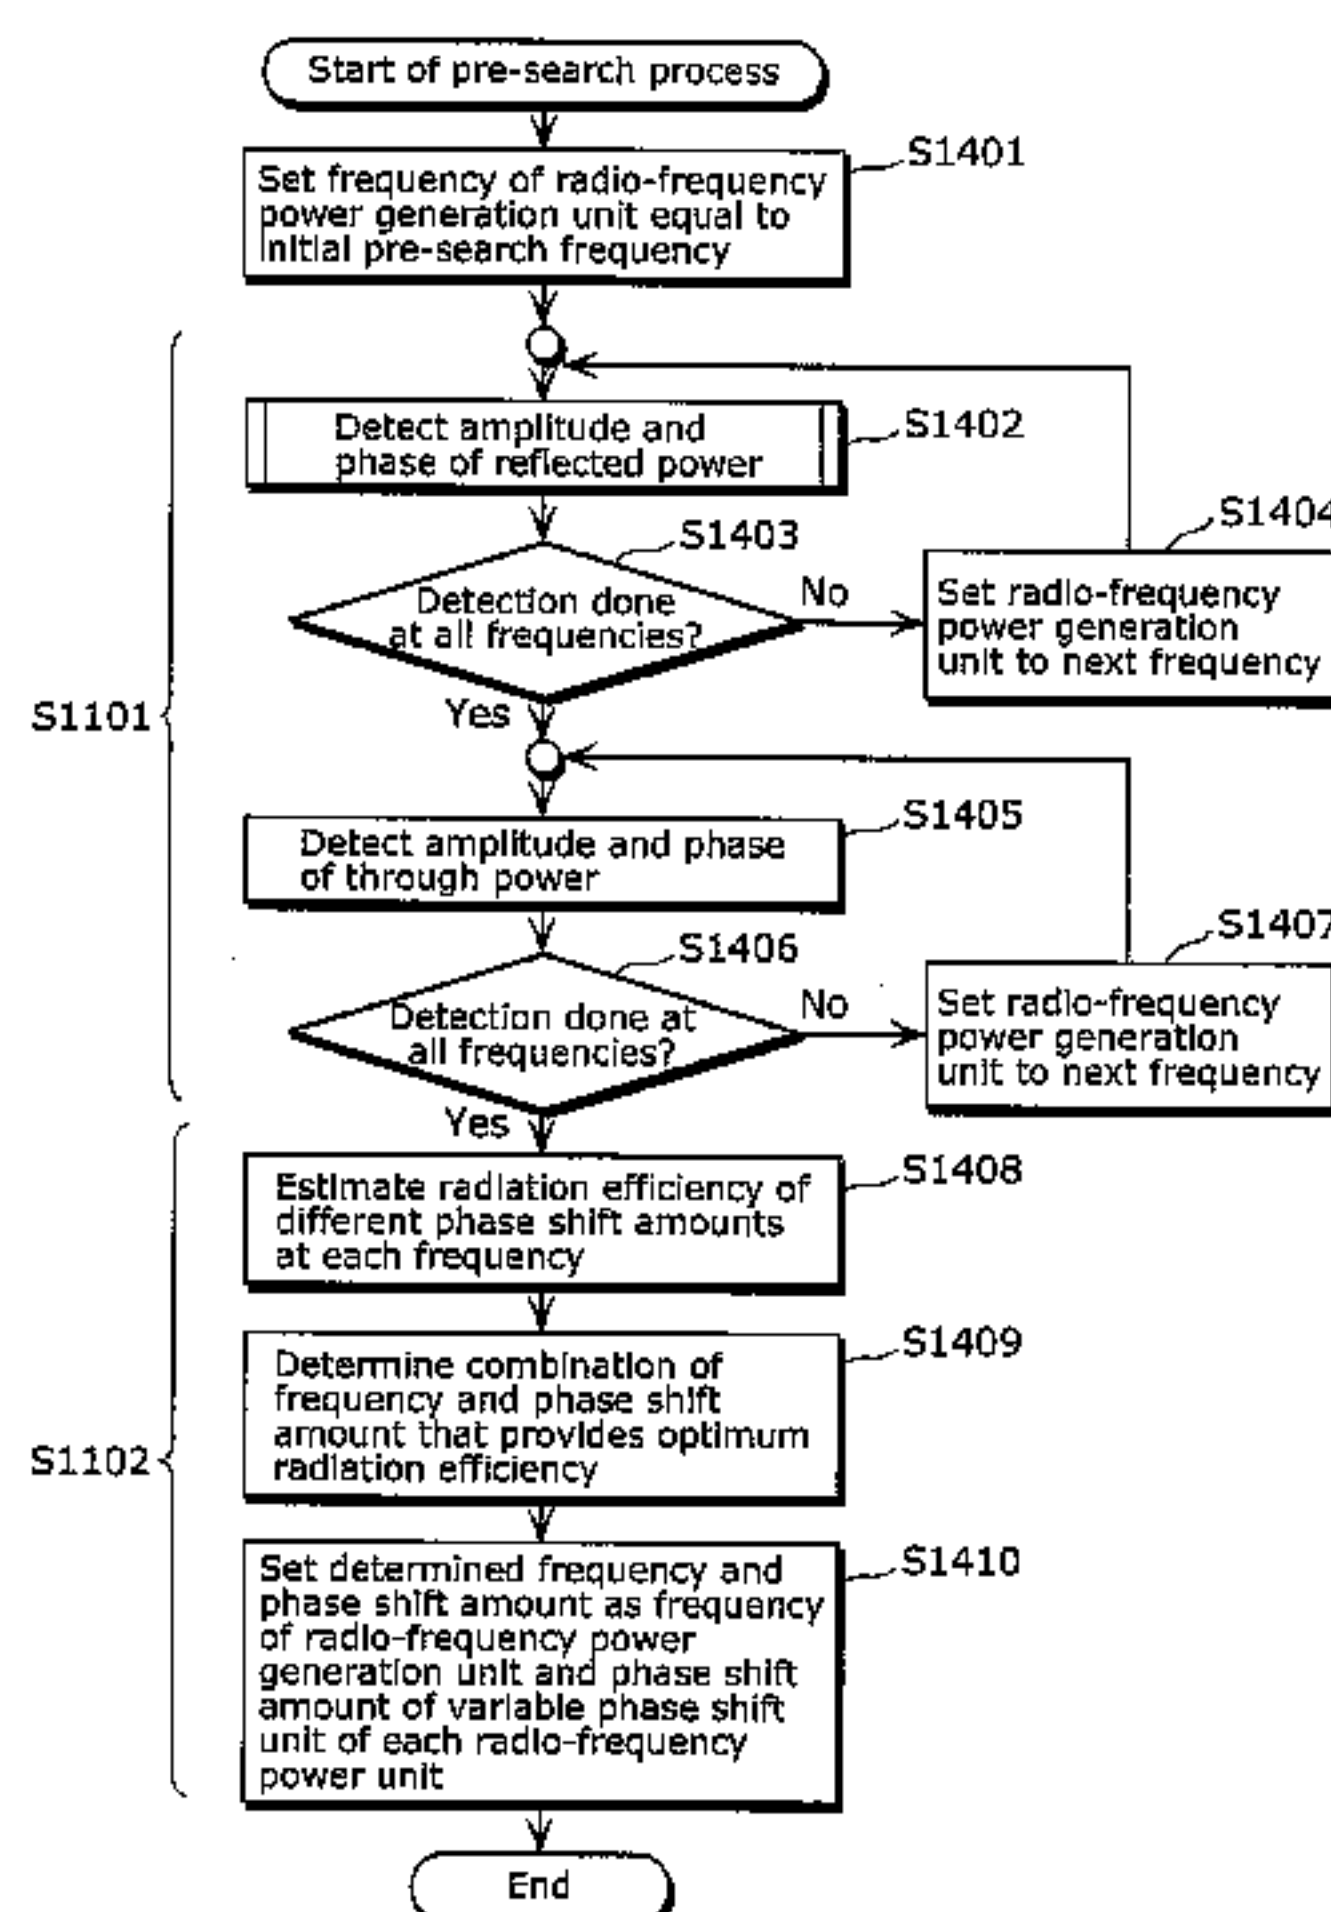 Start of pre-search process
S1401
Set frequency of radio-frequency
power generation unit equal to
initial pre-search frequency
S1402
Detect amplitude and
phase of reflected power
S1403
S1404
Detection done
at all frequencies?
No
Set radio-frequency
power generation
unit to next frequency
S1101
Yes
S1405
Detect amplitude and phase
of through power
S1406
S1407
Detection done at
all frequencies?
No
Set radio-frequency
power generation
unit to next frequency
Yes
S1408
Estimate radiation efficiency of
different phase shift amounts
at each frequency
S1409
Determine combination of
frequency and phase shift
amount that provides optimum
radiation efficiency
S1102
S1410
Set determined frequency and
phase shift amount as frequency
of radio-frequency power
generation unit and phase shift
amount of variable phase shift
unit of each radio-frequency
power unit
End